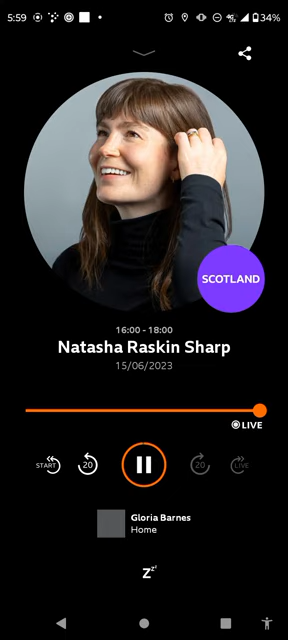 5:59
34%
SCOTLAND
16:00 - 18:00
Natasha Raskin Sharp
15/06/2023
LIVE
START
20
20
LIVE
Gloria Barnes
Home
Zzz